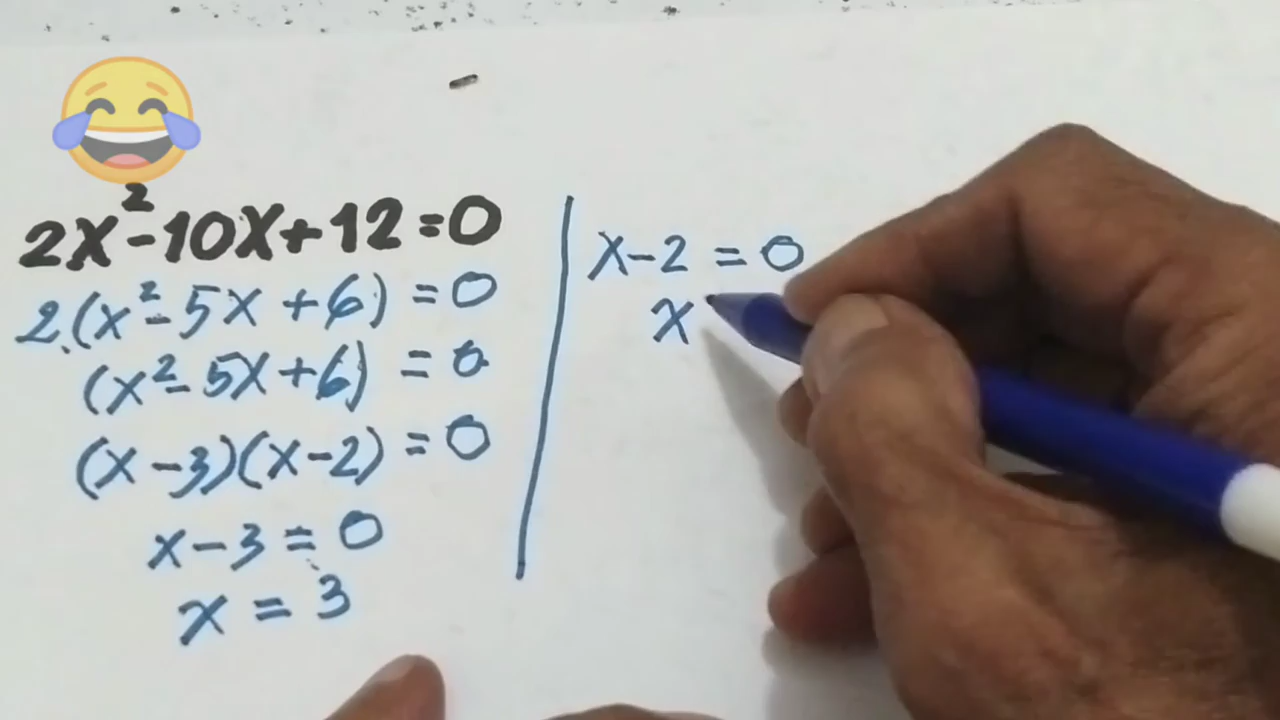 2X²-10X+12=0
2(x²-5x+6)=0
(x²-5x+6)=0
(x-3)(x-2)=0
x-3=0
x=3
x-2=0
x